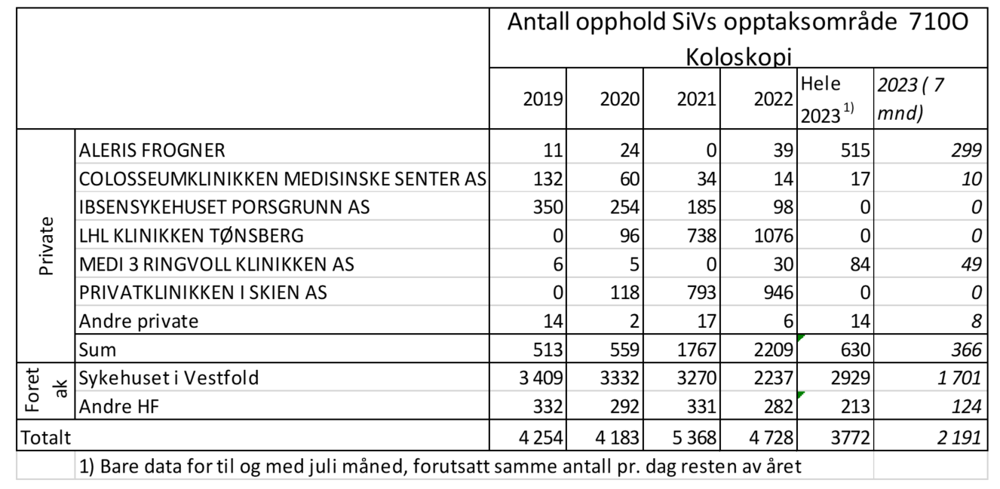 Antall opphold SiVs opptaksområde 710O
Koloskopi
2019 2020 2021 2022 Hele 2023 1) 2023 ( 7 mnd)
Private
ALERIS FROGNER 11 24 0 39 515 299
COLOSSEUMKLINIKKEN MEDISINSKE SENTER AS 132 60 34 14 17 10
IBSENSYKEHUSET PORSGRUNN AS 350 254 185 98 0 0
LHL KLINIKKEN TØNSBERG 0 96 738 1076 0 0
MEDI 3 RINGVOLL KLINIKKEN AS 6 5 0 30 84 49
PRIVATKLINIKKEN I SKIEN AS 0 118 793 946 0 0
Andre private 14 2 17 6 14 8
Sum 513 559 1767 2209 630 366
Foret
ak
Sykehuset i Vestfold 3 409 3332 3270 2237 2929 1 701
Andre HF 332 292 331 282 213 124
Totalt 4 254 4 183 5 368 4 728 3772 2 191
1) Bare data for til og med juli måned, forutsatt samme antall pr. dag resten av året